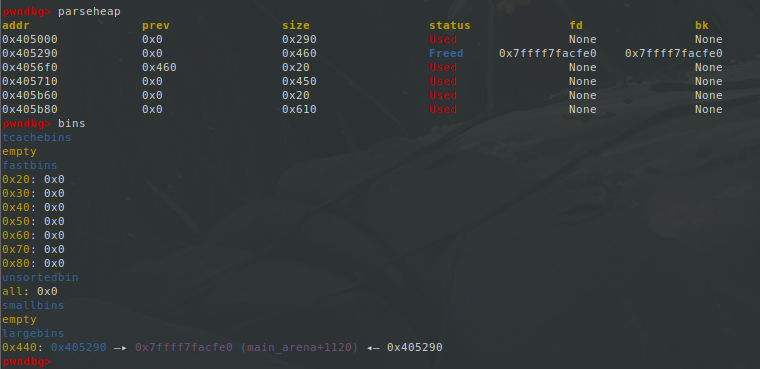 pwndbg> parseheap
addr prev size status fd bk
0x405000 0x0 0x290 Used None None
0x405290 0x0 0x460 Freed 0x7ffff7facfe0 0x7ffff7facfe0
0x4056f0 0x460 0x20 Used None None
0x405710 0x0 0x450 Used None None
0x405b60 0x0 0x20 Used None None
0x405b80 0x0 0x610 Used None None
pwndbg> bins
tcachebins
empty
fastbins
0x20: 0x0
0x30: 0x0
0x40: 0x0
0x50: 0x0
0x60: 0x0
0x70: 0x0
0x80: 0x0
unsortedbin
all: 0x0
smallbins
empty
largebins
0x440: 0x405290 —▸ 0x7ffff7facfe0 (main_arena+1120) ◂— 0x405290
pwndbg>